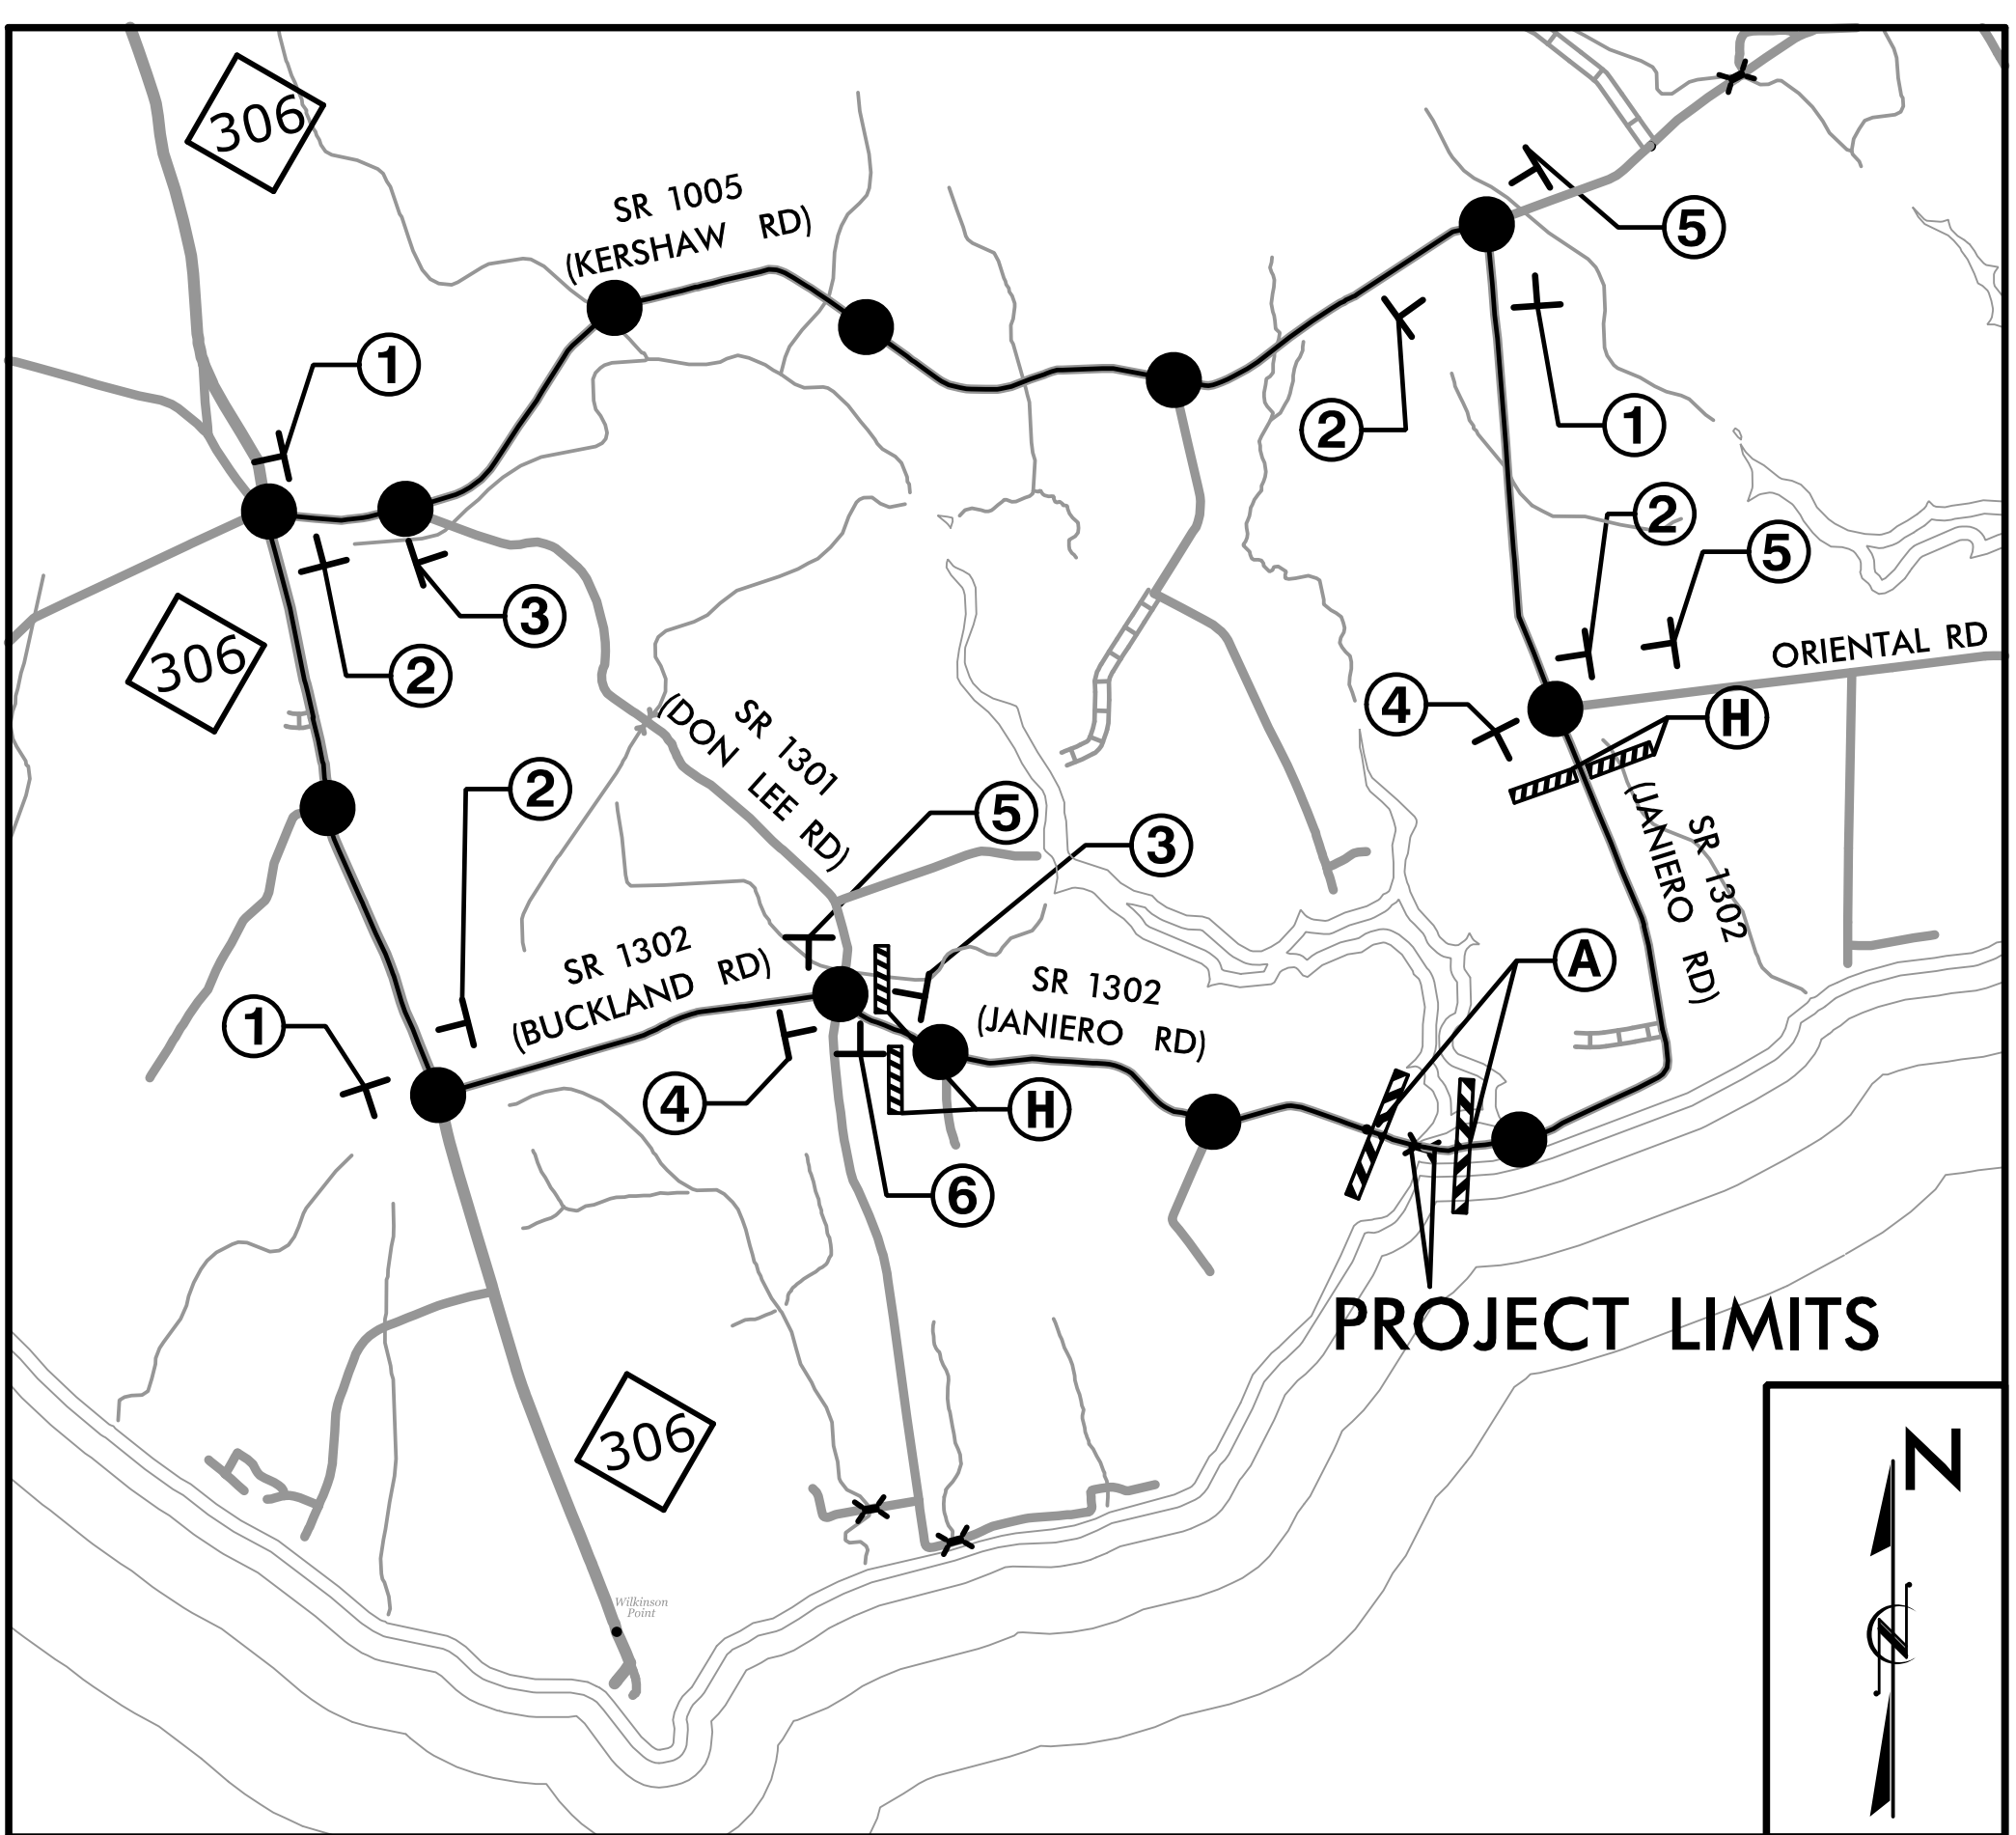 306
SR 1005
(KERSHAW RD)
5
1
2
1
3
2
306
2
5
ORIENTAL RD
4
H
SR 1301
(DON LEE RD)
2
5
3
SR 1302
(JANIERO RD)
SR 1302
(BUCKLAND RD)
A
SR 1302
(JANIERO RD)
1
4
H
6
PROJECT LIMITS
306
N
Wilkinson
Point
N